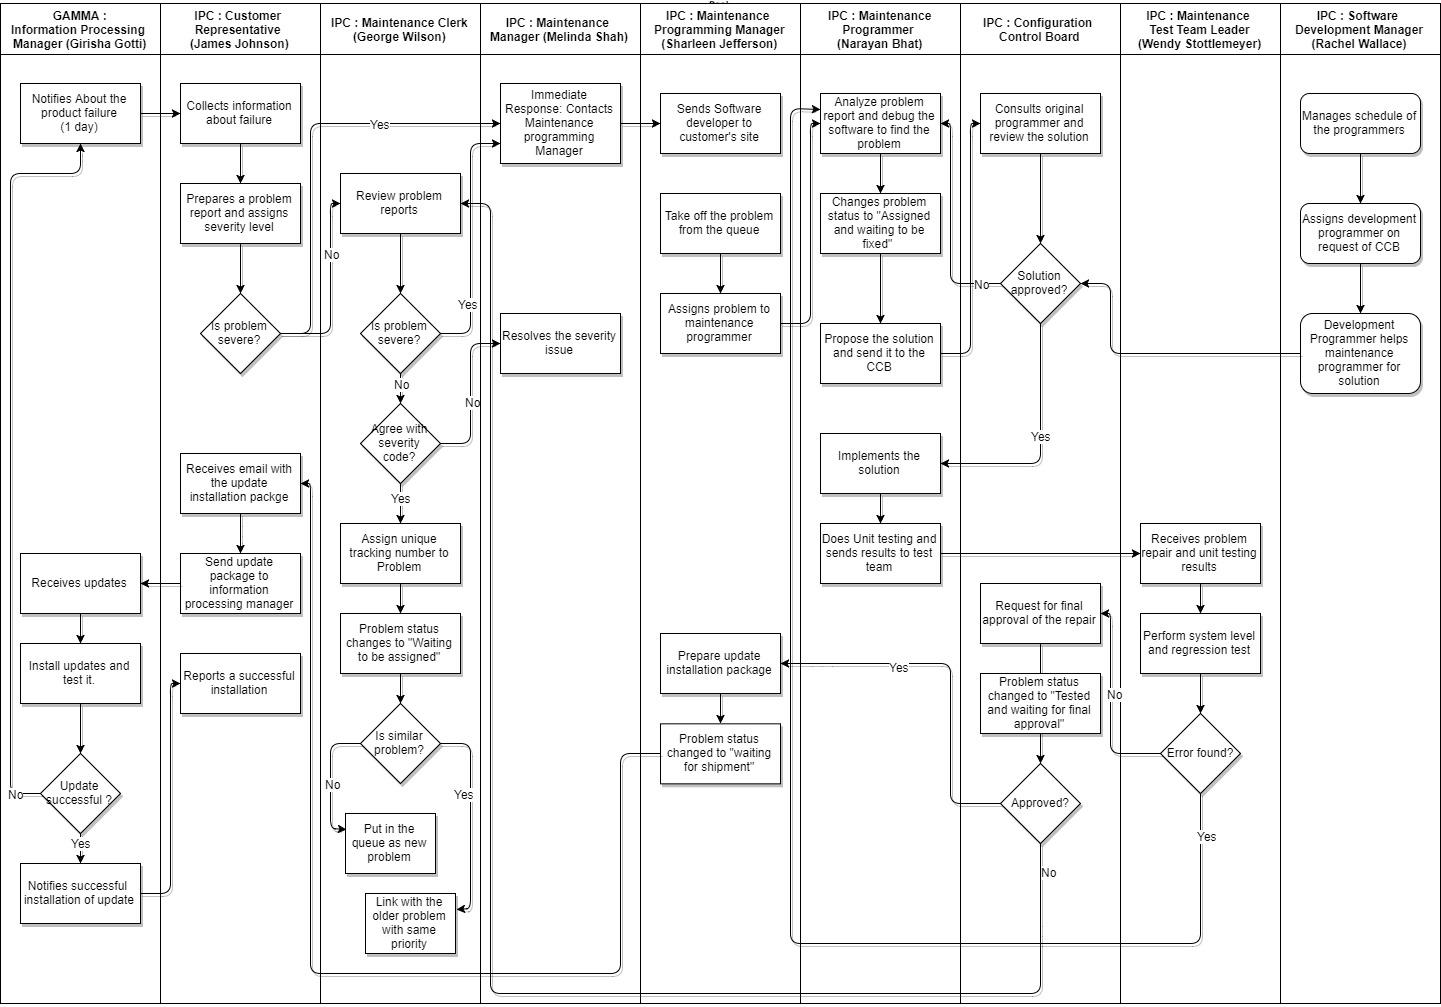 GAMMA :
Information Processing
Manager (Girisha Gotti)
IPC : Customer
Representative
(James Johnson)
IPC : Maintenance Clerk
(George Wilson)
IPC : Maintenance
Manager (Melinda Shah)
IPC : Maintenance
Programming Manager
(Sharleen Jefferson)
IPC : Maintenance
Programmer
(Narayan Bhat)
IPC : Configuration
Control Board
IPC : Maintenance
Test Team Leader
(Wendy Stottlemeyer)
IPC : Software
Development Manager
(Rachel Wallace)
Notifies About the
product failure
(1 day)
Receives updates
Install updates and
test it.
Update
successful ?
No
Yes
Notifies successful
installation of update
Collects information
about failure
Prepares a problem
report and assigns
severity level
Is problem
severe?
Yes
No
Receives email with
the update
installation packge
Send update
package to
information
processing manager
Reports a successful
installation
Review problem
reports
Is problem
severe?
Yes
No
Agree with
severity
code?
No
Yes
Assign unique
tracking number to
Problem
Problem status
changes to "Waiting
to be assigned"
Is similar
problem?
No
Yes
Put in the
queue as new
problem
Link with the
older problem
with same
priority
Immediate
Response: Contacts
Maintenance
programming
Manager
Resolves the severity
issue
Sends Software
developer to
customer's site
Take off the problem
from the queue
Assigns problem to
maintenance
programmer
Prepare update
installation package
Problem status
changed to "waiting
for shipment"
Analyze problem
report and debug the
software to find the
problem
Changes problem
status to "Assigned
and waiting to be
fixed"
Propose the solution
and send it to the
CCB
Implements the
solution
Does Unit testing and
sends results to test
team
Yes
Consults original
programmer and
review the solution
Solution
approved?
No
Yes
Request for final
approval of the repair
Problem status
changed to "Tested
and waiting for final
approval"
Approved?
No
Receives problem
repair and unit testing
results
Perform system level
and regression test
Error found?
No
Yes
Manages schedule of
the programmers
Assigns development
programmer on
request of CCB
Development
Programmer helps
maintenance
programmer for
solution